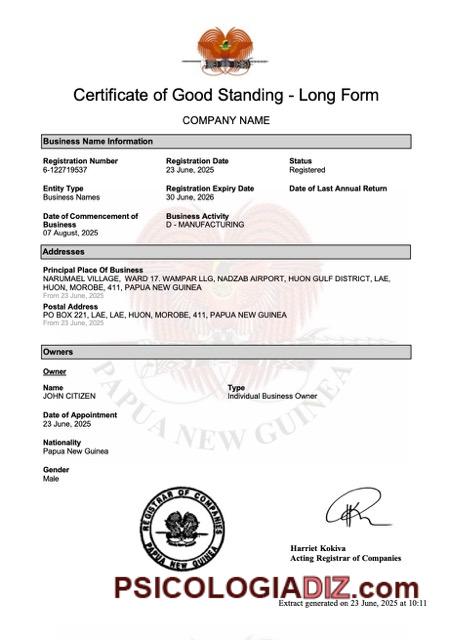 Certificate of Good Standing - Long Form
COMPANY NAME
Business Name Information
Registration Number Registration Date Status
6-122719537 23 June, 2025 Registered
Entity Type Registration Expiry Date Date of Last Annual Return
Business Names 30 June, 2026
Date of Commencement of Business Activity
Business D - MANUFACTURING
07 August, 2025
Addresses
Principal Place Of Business
NARUMAEL VILLAGE, WARD 17. WAMPAR LLG, NADZAB AIRPORT, HUON GULF DISTRICT, LAE,
HUON, MOROBE, 411, PAPUA NEW GUINEA
From 23 June, 2025
Postal Address
PO BOX 221, LAE, LAE, HUON, MOROBE, 411, PAPUA NEW GUINEA
From 23 June, 2025
Owners
Owner
Name Type
JOHN CITIZEN Individual Business Owner
Date of Appointment
23 June, 2025
Nationality
Papua New Guinea
Gender
Male
PAPUA NEW GUINEA
REGISTRAR OF COMPANIES
PAPUA NEW GUINEA
Harriet Kokiva
Acting Registrar of Companies
PSICOLOGIADIZ.com
Extract generated on 23 June, 2025 at 10:11